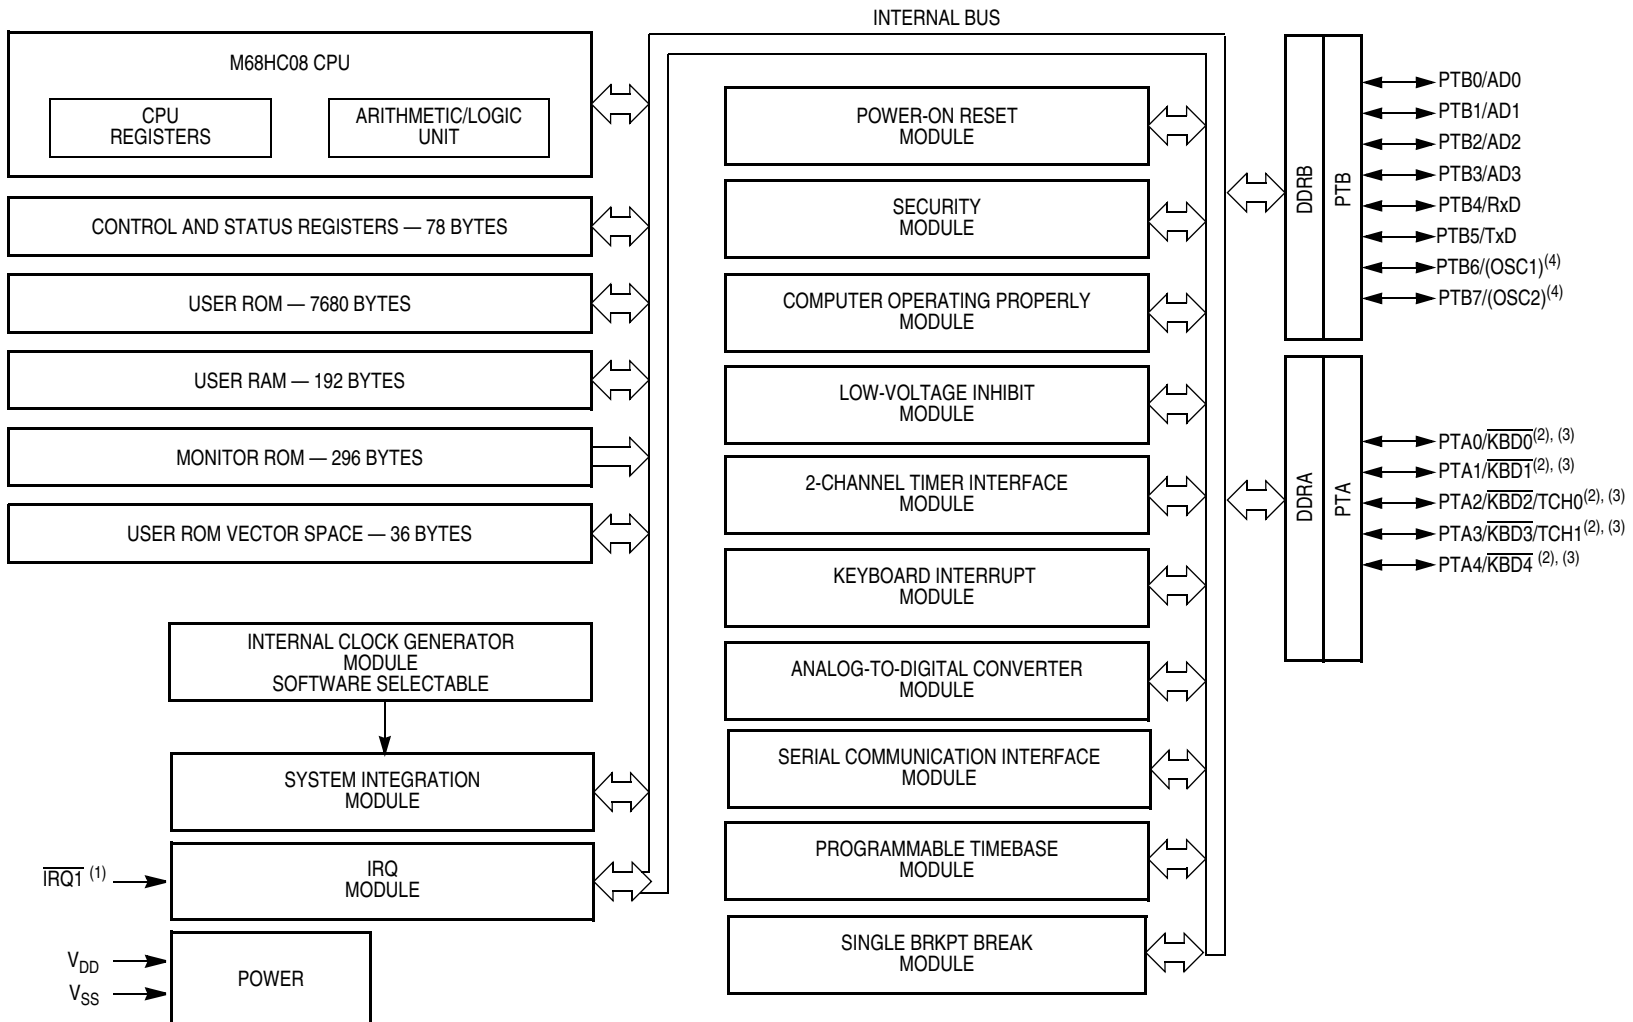 INTERNAL BUS
M68HC08 CPU
CPU
REGISTERS
ARITHMETIC/LOGIC
UNIT
CONTROL AND STATUS REGISTERS — 78 BYTES
USER ROM — 7680 BYTES
USER RAM — 192 BYTES
MONITOR ROM — 296 BYTES
USER ROM VECTOR SPACE — 36 BYTES
INTERNAL CLOCK GENERATOR
MODULE
SOFTWARE SELECTABLE
SYSTEM INTEGRATION
MODULE
IRQ1 (1)
IRQ
MODULE
VDD
VSS
POWER
POWER-ON RESET
MODULE
SECURITY
MODULE
COMPUTER OPERATING PROPERLY
MODULE
LOW-VOLTAGE INHIBIT
MODULE
2-CHANNEL TIMER INTERFACE
MODULE
KEYBOARD INTERRUPT
MODULE
ANALOG-TO-DIGITAL CONVERTER
MODULE
SERIAL COMMUNICATION INTERFACE
MODULE
PROGRAMMABLE TIMEBASE
MODULE
SINGLE BRKPT BREAK
MODULE
DDRB
PTB
PTB0/AD0
PTB1/AD1
PTB2/AD2
PTB3/AD3
PTB4/RxD
PTB5/TxD
PTB6/(OSC1)(4)
PTB7/(OSC2)(4)
DDRA
PTA
PTA0/KBD0(2), (3)
PTA1/KBD1(2), (3)
PTA2/KBD2/TCH0(2), (3)
PTA3/KBD3/TCH1(2), (3)
PTA4/KBD4 (2), (3)